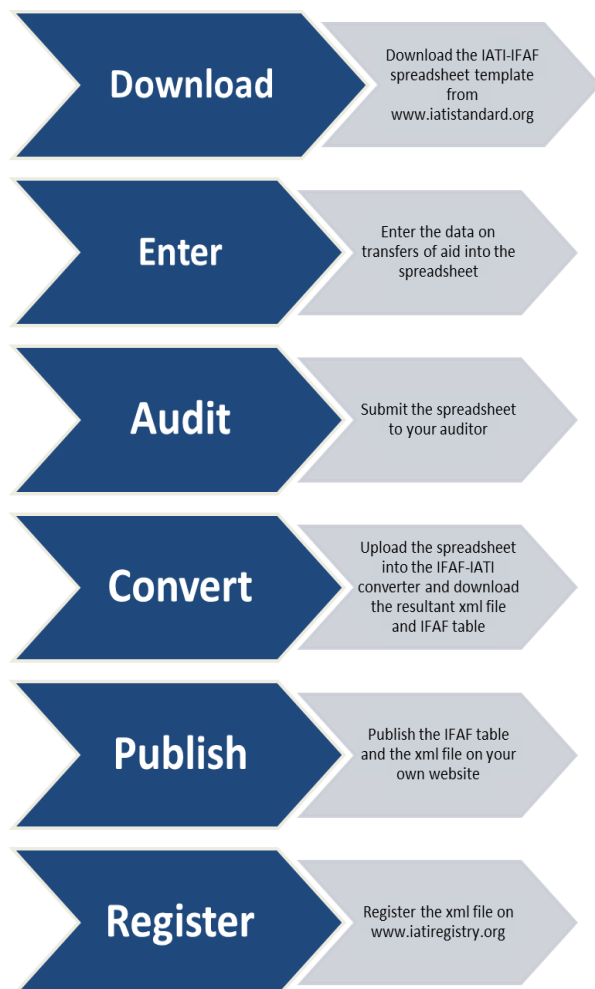 Download
Download the IATI-IFAF
spreadsheet template
from
www.iatistandard.org
Enter
Enter the data on
transfers of aid into the
spreadsheet
Audit
Submit the spreadsheet
to your auditor
Convert
Upload the spreadsheet
into the IFAF-IATI
converter and download
the resultant xml file
and IFAF table
Publish
Publish the IFAF table
and the xml file on your
own website
Register
Register the xml file on
www.iatiregistry.org